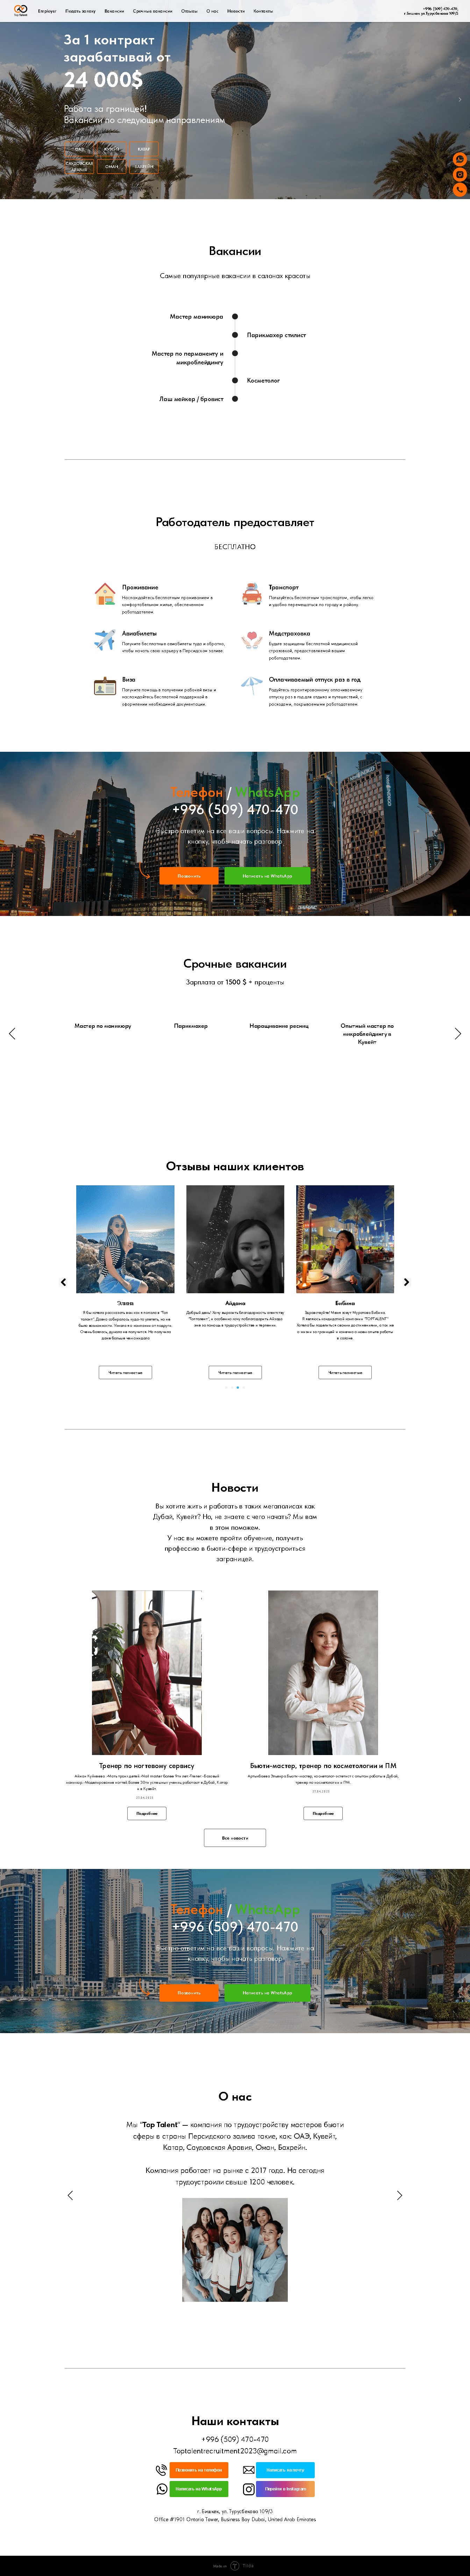 Employer Подать заявку Вакансии Срочные вакансии Отзывы О нас Новости Контакты
+996 (509) 470-470,
г. Бишкек ул.Турусбекова 109/3
За 1 контракт
зарабатывай от
24 000$
Работа за границей!
Вакансии по следующим направлениям
ОАЭ КУВЕЙТ КАТАР
САУДОВСКАЯ
АРАВИЯ
ОМАН БАХРЕЙН
Вакансии
Самые популярные вакансии в салонах красоты
Мастер маникюра
Парикмахер стилист
Мастер по перманенту и
микроблейдингу
Косметолог
Лаш мейкер / бровист
Работодатель предоставляет
БЕСПЛАТНО
Проживание
Наслаждайтесь бесплатным проживанием в
комфортабельном жилье, обеспеченном
работодателем
Транспорт
Пользуйтесь бесплатным транспортом, чтобы легко
и удобно перемещаться по городу и району.
Авиабилеты
Получите бесплатные авиабилеты туда и обратно,
чтобы начать свою карьеру в Персидском заливе.
Медстраховка
Будьте защищены бесплатной медицинской
страховкой, предоставляемой вашим
работодателем.
Виза
Получите помощь в получении рабочей визы и
наслаждайтесь бесплатной поддержкой в
оформлении необходимой документации.
Оплачиваемый отпуск раз в год
Радуйтесь гарантированному оплачиваемому
отпуску раз в год для отдыха и путешествий, с
расходами, покрываемыми работодателем.
Телефон / WhatsApp
+996 (509) 470-470
Быстро ответим на все ваши вопросы. Нажмите на
кнопку, чтобы начать разговор
Позвонить
Написать на WhatsApp
Срочные вакансии
Зарплата от 1500 $ + проценты
Мастер по маникюру
Парикмахер
Наращивание ресниц
Опытный мастер по
микроблейдингу в
Кувейт
Отзывы наших клиентов
Элана
Айдана
Добрый день! Хочу выразить благодарность агентству
Бибина
Читать полностью
Читать полностью
Читать полностью
Новости
Вы хотите жить и работать в таких мегаполисах как
Дубай, Кувейт? Но, не знаете с чего начать? Мы вам
в этом поможем.
У нас вы можете пройти обучение, получить
профессию в бьюти-сфере и трудоустроиться
заграницей.
Тренер по ногтевому сервису
Бьюти-мастер, тренер по косметологии и ПМ
Подробнее
Подробнее
Все новости
Телефон / WhatsApp
+996 (509) 470-470
Быстро ответим на все ваши вопросы. Нажмите на
кнопку, чтобы начать разговор
Позвонить
Написать на WhatsApp
О нас
Мы "Top Talent" — компания по трудоустройству мастеров бьюти
сферы в страны Персидского залива такие, как: ОАЭ, Кувейт,
Катар, Саудовская Аравия, Оман, Бахрейн.
Компания работает на рынке с 2017 года. На сегодня
трудоустроили свыше 1200 человек.
Наши контакты
+996 (509) 470-470
Toptalentrecruitment2023@gmail.com
Позвонить на телефон
Написать на почту
Написать на WhatsApp
Перейти в Instagram
г. Бишкек, ул. Турусбекова 109/3
Office #1901 Ontario Tower, Business Bay Dubai, United Arab Emirates
Made on Tilda